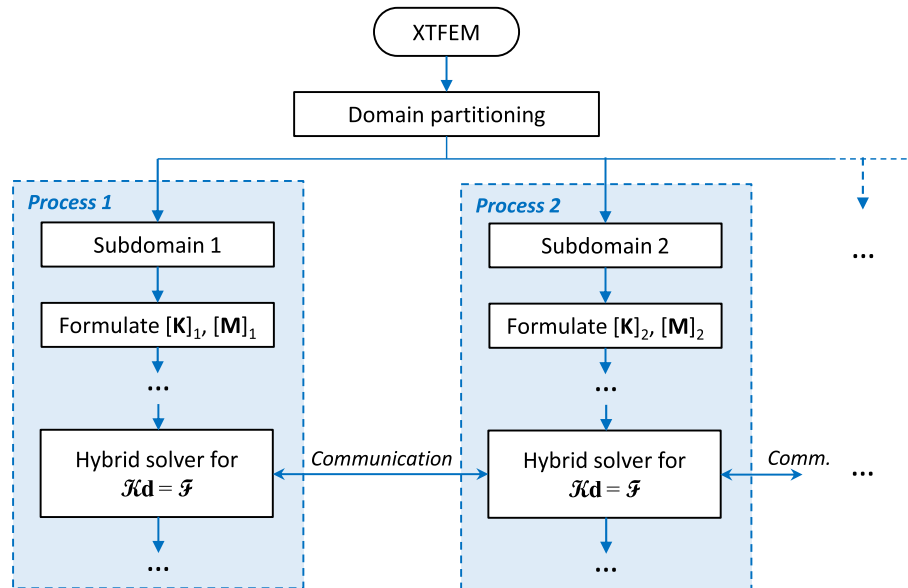 XTFEM
Domain partitioning
Process 1
Subdomain 1
Formulate [K]₁, [M]₁
...
Hybrid solver for
𝒦d = ℱ
...
Communication
Process 2
Subdomain 2
Formulate [K]₂, [M]₂
...
Hybrid solver for
𝒦d = ℱ
...
Comm.
...
...